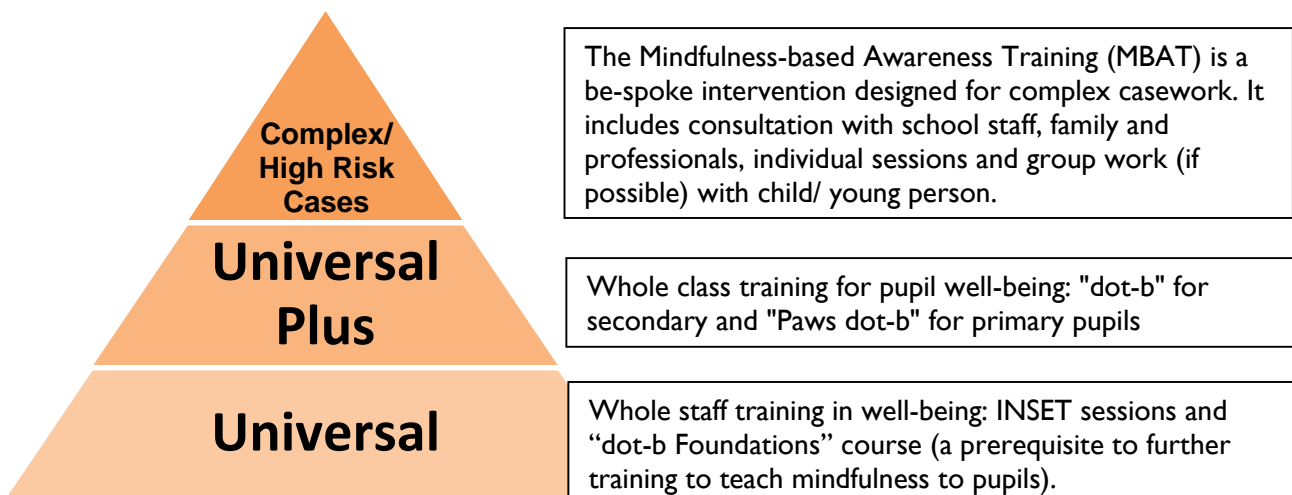 Complex/
High Risk
Cases
The Mindfulness-based Awareness Training (MBAT) is a
be-spoke intervention designed for complex casework. It
includes consultation with school staff, family and
professionals, individual sessions and group work (if
possible) with child/ young person.
Universal
Plus
Whole class training for pupil well-being: "dot-b" for
secondary and "Paws dot-b" for primary pupils
Universal
Whole staff training in well-being: INSET sessions and
“dot-b Foundations” course (a prerequisite to further
training to teach mindfulness to pupils).